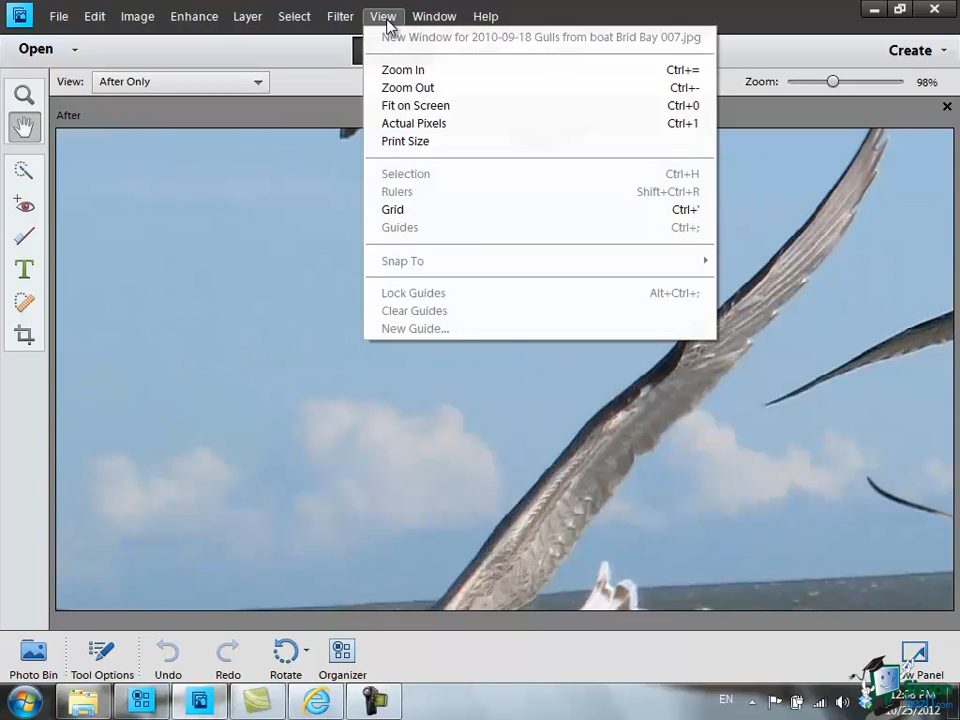 File Edit Image Enhance Layer Select Filter View Window Help
Open
Create
New Window for 2010-09-18 Gulls from boat Brid Bay 007.jpg
View: After Only
Zoom: 98%
After
Zoom In Ctrl+=
Zoom Out Ctrl+-
Fit on Screen Ctrl+0
Actual Pixels Ctrl+1
Print Size
Selection Ctrl+H
Rulers Shift+Ctrl+R
Grid Ctrl+'
Guides Ctrl+;
Snap To
Lock Guides Alt+Ctrl+;
Clear Guides
New Guide...
T
Photo Bin Tool Options Undo Redo Rotate Organizer Panel
EN
10/25/2012